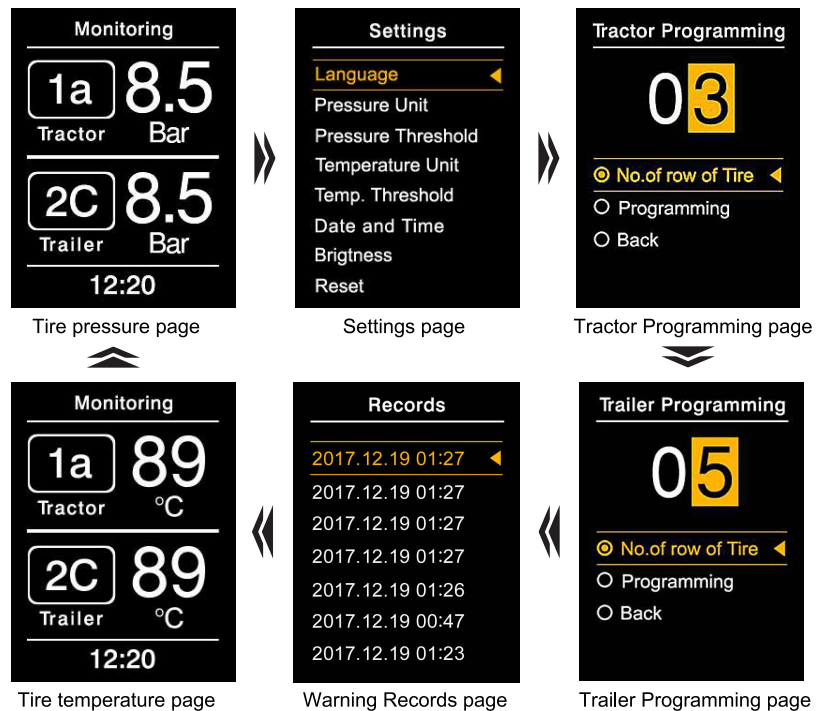 Monitoring
1a 8.5
Tractor Bar
2C 8.5
Trailer Bar
12:20
Tire pressure page
Settings
Language
Pressure Unit
Pressure Threshold
Temperature Unit
Temp. Threshold
Date and Time
Brigtness
Reset
Settings page
Tractor Programming
03
No.of row of Tire
Programming
Back
Tractor Programming page
Trailer Programming
05
No.of row of Tire
Programming
Back
Trailer Programming page
Records
2017.12.19 01:27
2017.12.19 01:27
2017.12.19 01:27
2017.12.19 01:27
2017.12.19 01:26
2017.12.19 00:47
2017.12.19 01:23
Warning Records page
Monitoring
1a 89
Tractor °C
2C 89
Trailer °C
12:20
Tire temperature page